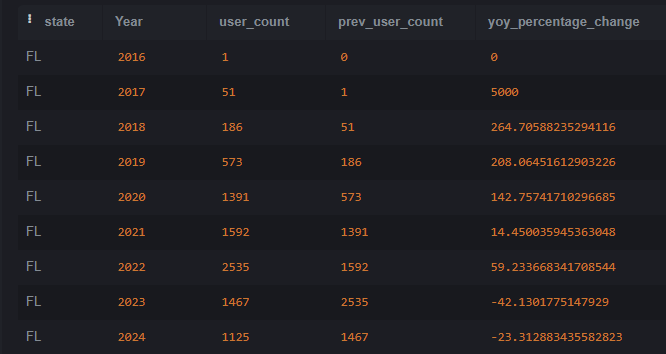 ⋮ state Year user_count prev_user_count yoy_percentage_change
FL 2016 1 0 0
FL 2017 51 1 5000
FL 2018 186 51 264.70588235294116
FL 2019 573 186 208.06451612903226
FL 2020 1391 573 142.75741710296685
FL 2021 1592 1391 14.450035945363048
FL 2022 2535 1592 59.233668341708544
FL 2023 1467 2535 -42.1301775147929
FL 2024 1125 1467 -23.312883435582823